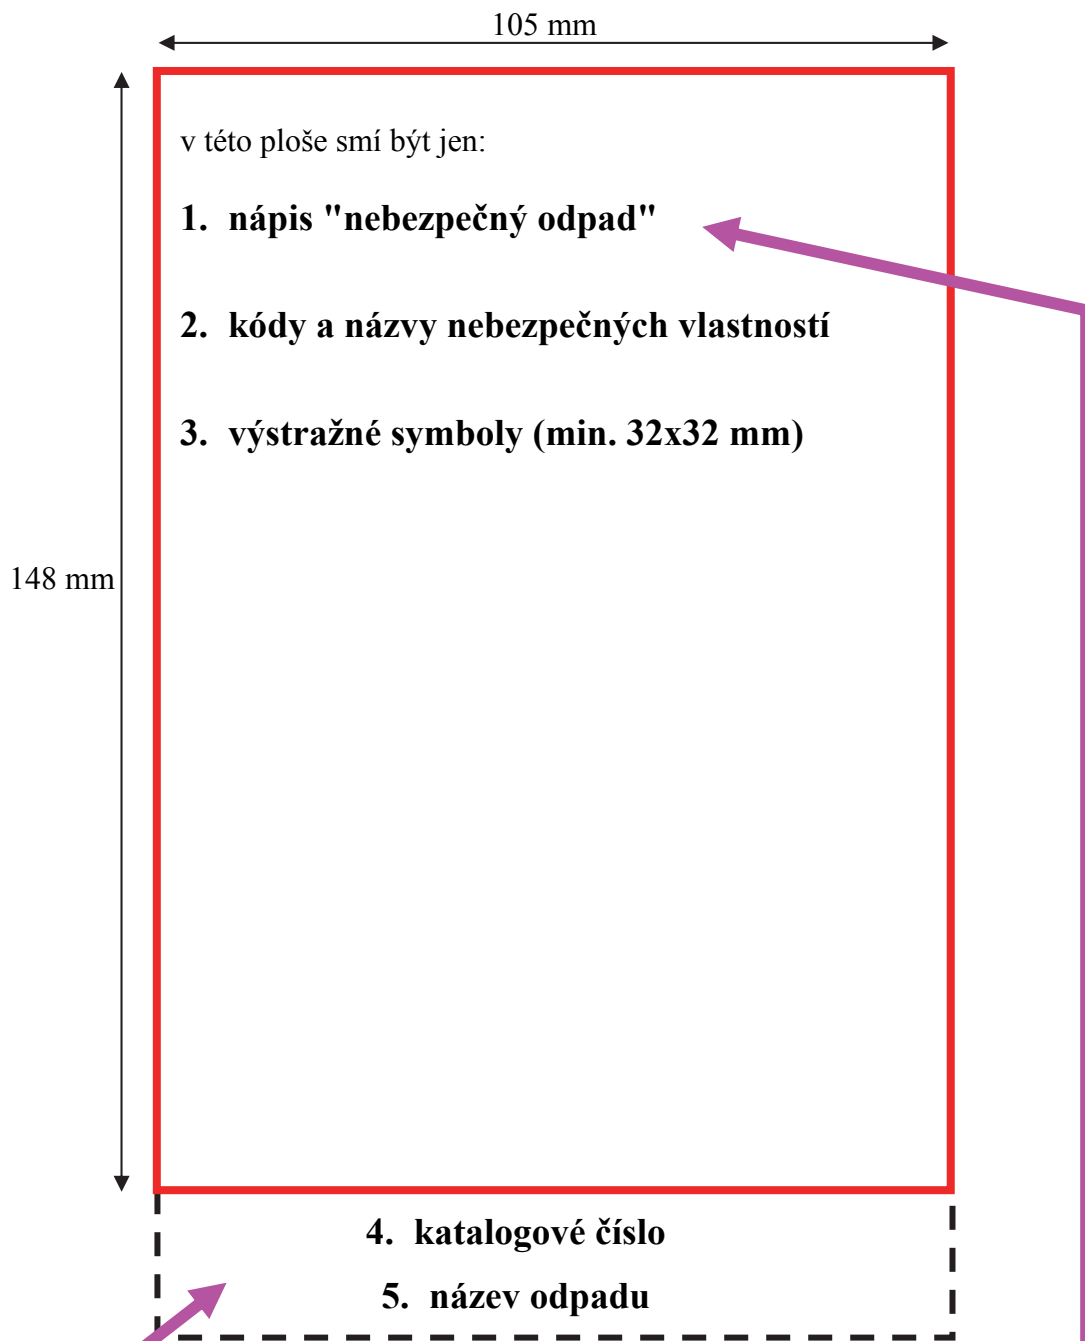 105 mm
v této ploše smí být jen:
1. nápis "nebezpečný odpad"
2. kódy a názvy nebezpečných vlastností
3. výstražné symboly (min. 32x32 mm)
148 mm
4. katalogové číslo
5. název odpadu